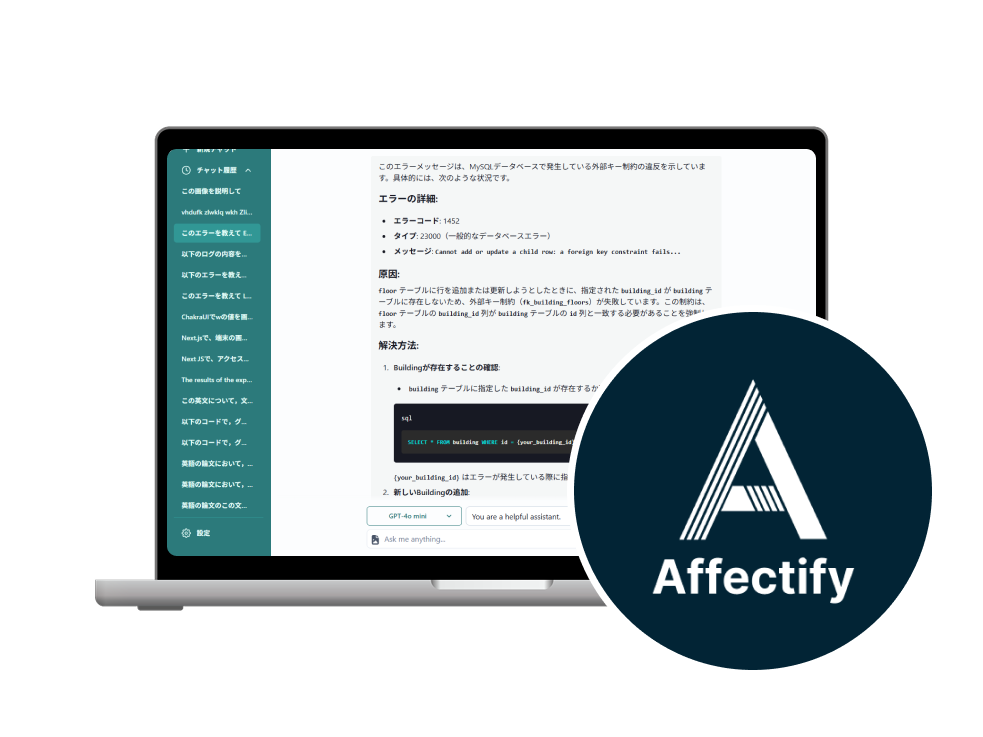 新規チャット
チャット履歴
この画像を説明して
vhdufk zlwklq wkh Zli...
このエラーを教えて E...
以下のログの内容を...
以下のエラーを教え...
このエラーを教えて L...
ChakraUIでwの値を画...
Next.jsで、端末の画...
Next JSで、アクセス...
The results of the exp...
この英文について，文...
以下のコードで，グ...
以下のコードで，グ...
英語の論文において，...
英語の論文において，...
英語の論文のこの文...
設定
このエラーメッセージは、MySQLデータベースで発生している外部キー制約の違反を示していま
す。具体的には、次のような状況です。
エラーの詳細:
• エラーコード: 1452
• タイプ: 23000（一般的なデータベースエラー）
• メッセージ: Cannot add or update a child row: a foreign key constraint fails...
原因:
floor テーブルに行を追加または更新しようとしたときに、指定された building_id が building テ
ーブルに存在しないため、外部キー制約（fk_building_floors）が失敗しています。この制約は、
floor テーブルの building_id 列が building テーブルの id 列と一致する必要があることを強制し
ます。
解決方法:
1. Buildingが存在することの確認:
• building テーブルに指定した building_id が存在するか
sql
SELECT * FROM building WHERE id = {your_building_id}
{your_building_id} はエラーが発生している際に指
2. 新しいBuildingの追加:
GPT-4o mini
You are a helpful assistant.
Ask me anything...
Affectify